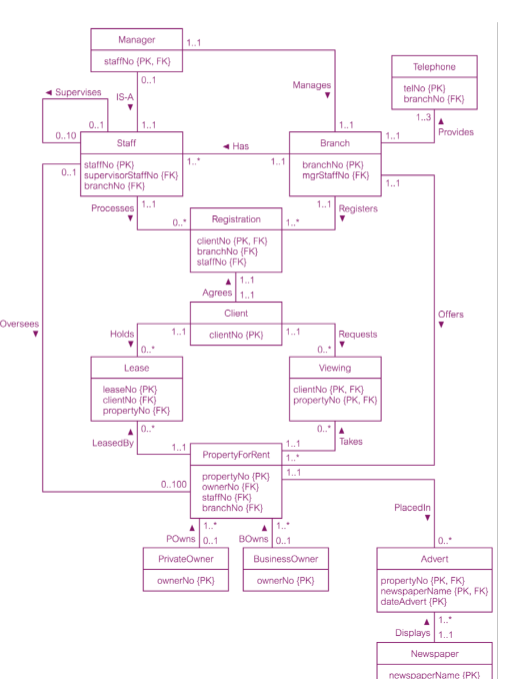 Manager
staffNo {PK, FK}
1..1
0..1
IS-A
▼
1..1
Manages
▼
1..1
Telephone
telNo {PK}
branchNo {FK}
1..3
▲
Provides
1..1
◄ Supervises
0..10
0..1
Staff
staffNo {PK}
supervisorStaffNo {FK}
branchNo {FK}
◄ Has
1..*
1..1
Branch
branchNo {PK}
mgrStaffNo {FK}
1..1
0..1
Processes
▼
1..1
0..*
1..1
Registers
▼
1..*
Registration
clientNo {PK, FK}
branchNo {FK}
staffNo {FK}
▲
1..1
Agrees
1..1
Client
clientNo {PK}
Oversees
▼
Offers
▼
Holds
▼
1..1
0..*
1..1
Requests
▼
0..*
Lease
leaseNo {PK}
clientNo {FK}
propertyNo {FK}
Viewing
clientNo {PK, FK}
propertyNo {PK, FK}
▲
0..*
LeasedBy
1..1
0..*
▲
Takes
1..1
1..*
PropertyForRent
propertyNo {PK}
ownerNo {FK}
staffNo {FK}
branchNo {FK}
0..100
1..1
PlacedIn
▼
0..*
▲
1..*
POwns
0..1
▲
1..*
BOwns
0..1
PrivateOwner
ownerNo {PK}
BusinessOwner
ownerNo {PK}
Advert
propertyNo {PK, FK}
newspaperName {PK, FK}
dateAdvert {PK}
▲
1..*
Displays
1..1
Newspaper
newspaperName {PK}